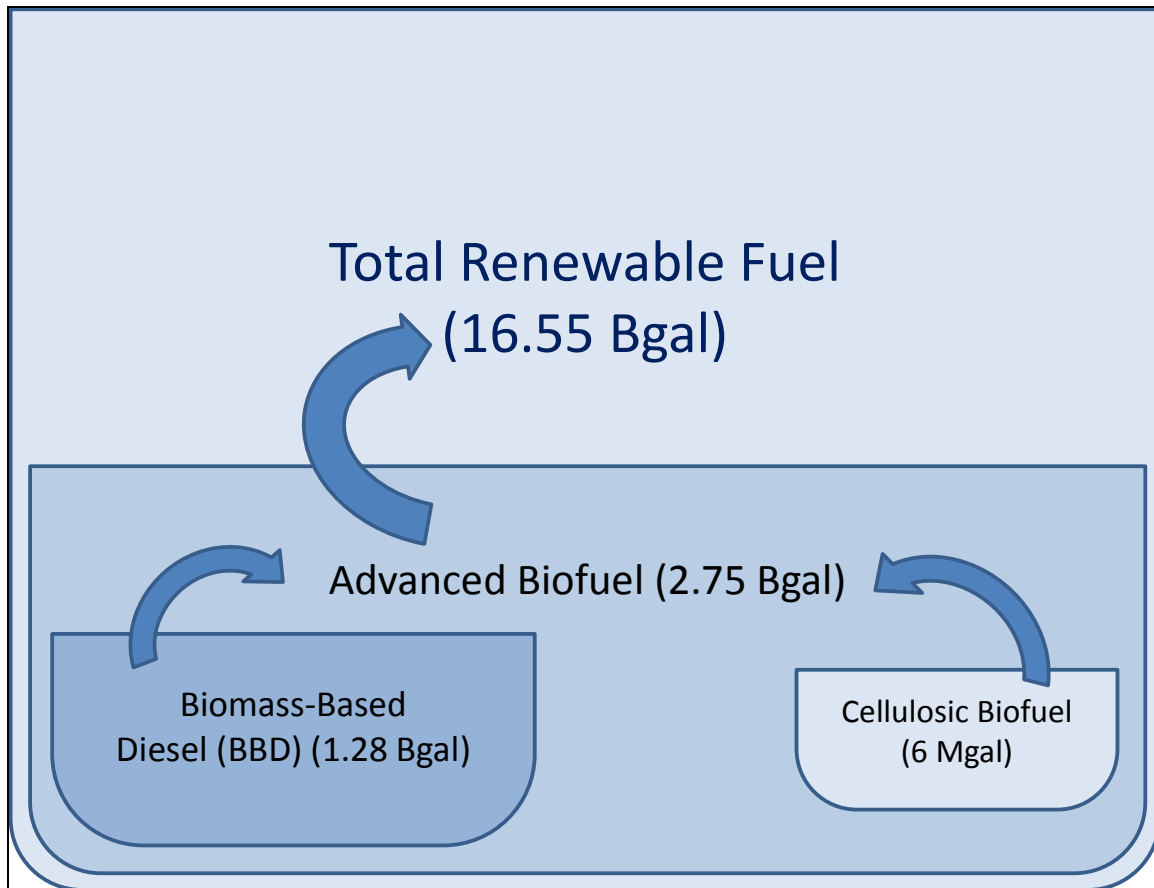 Total Renewable Fuel
(16.55 Bgal)
Advanced Biofuel (2.75 Bgal)
Biomass-Based
Diesel (BBD) (1.28 Bgal)
Cellulosic Biofuel
(6 Mgal)